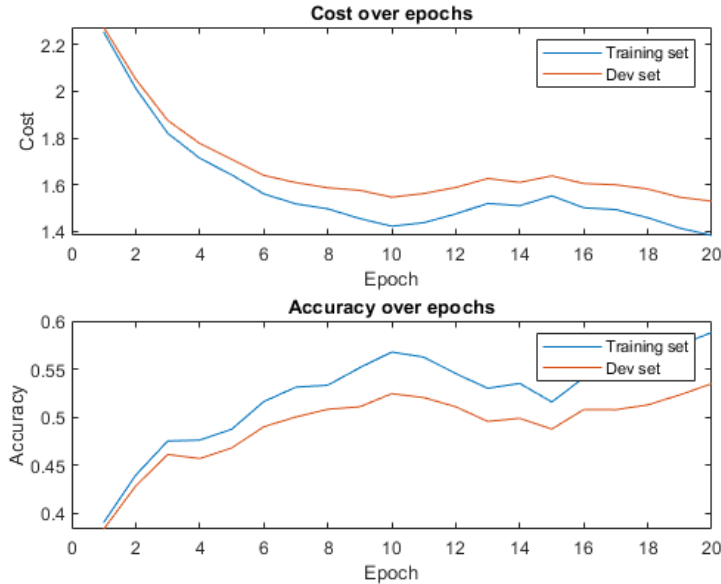 Cost over epochs
2.2
2
1.8
1.6
1.4
Cost
Training set
Dev set
0 2 4 6 8 10 12 14 16 18 20
Epoch
Accuracy over epochs
0.6
0.55
0.5
0.45
0.4
Accuracy
Training set
Dev set
0 2 4 6 8 10 12 14 16 18 20
Epoch